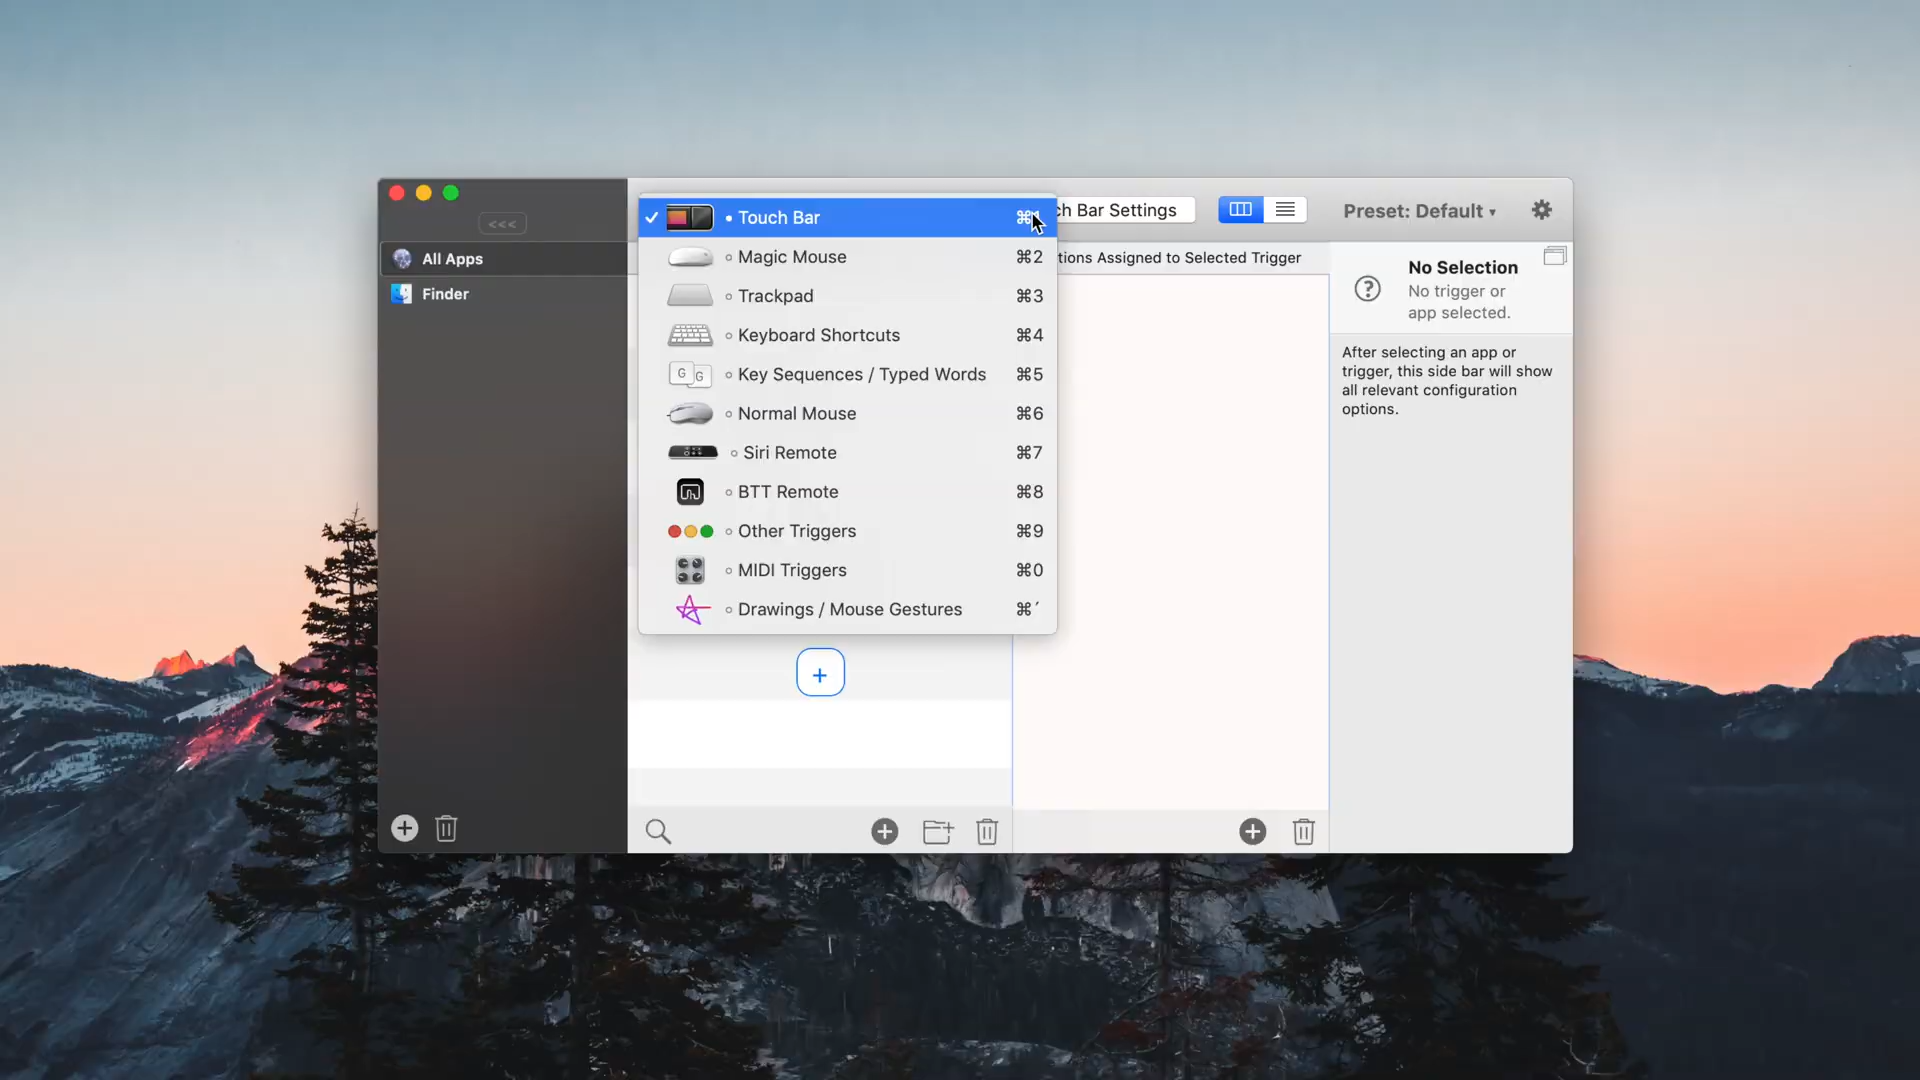 <<<
All Apps
Finder
Touch Bar ⌘
Magic Mouse ⌘2
Trackpad ⌘3
Keyboard Shortcuts ⌘4
G G Key Sequences / Typed Words ⌘5
Normal Mouse ⌘6
Siri Remote ⌘7
BTT Remote ⌘8
Other Triggers ⌘9
MIDI Triggers ⌘0
Drawings / Mouse Gestures ⌘´
ch Bar Settings
Preset: Default ▾
tions Assigned to Selected Trigger
No Selection
No trigger or
app selected.
After selecting an app or
trigger, this side bar will show
all relevant configuration
options.